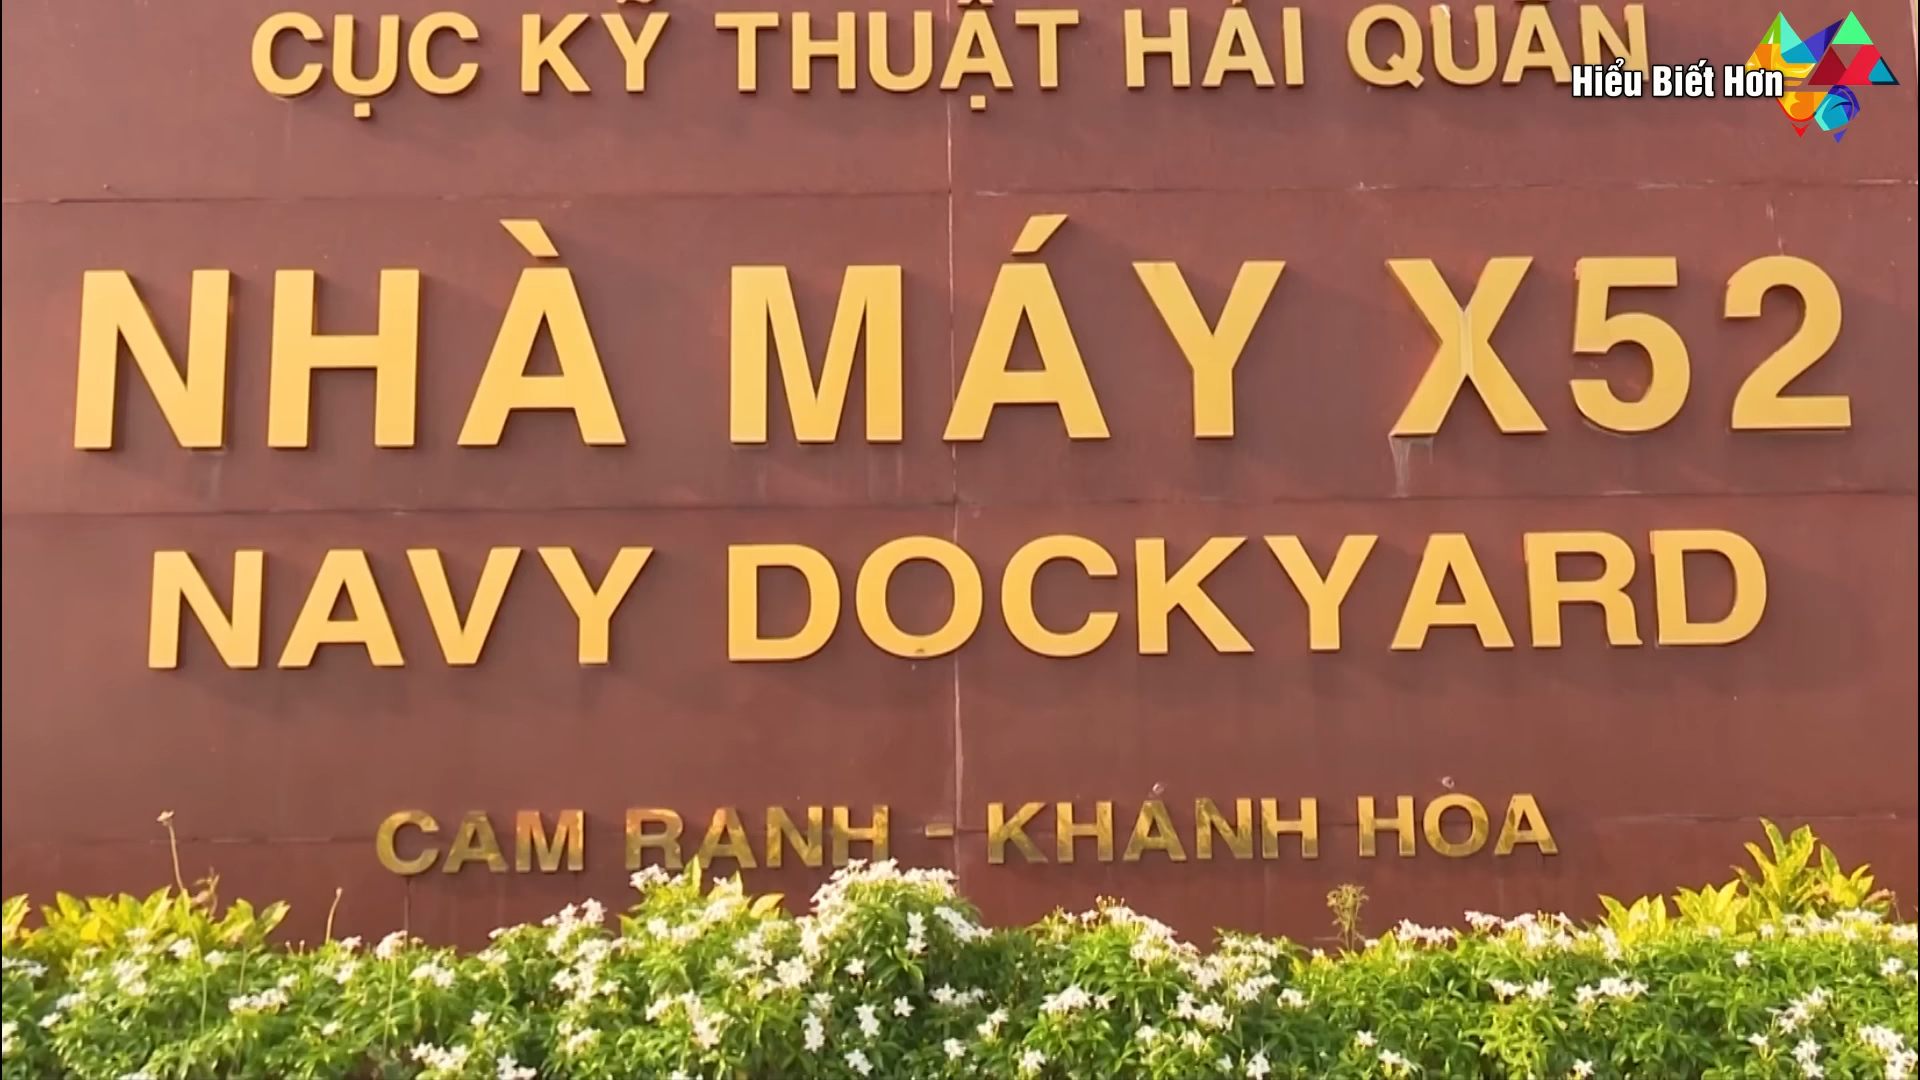 CỤC KỸ THUẬT HẢI QUÂN
Hiểu Biết Hơn
NHÀ MÁY X52
NAVY DOCKYARD
CAM RANH - KHÁNH HÒA